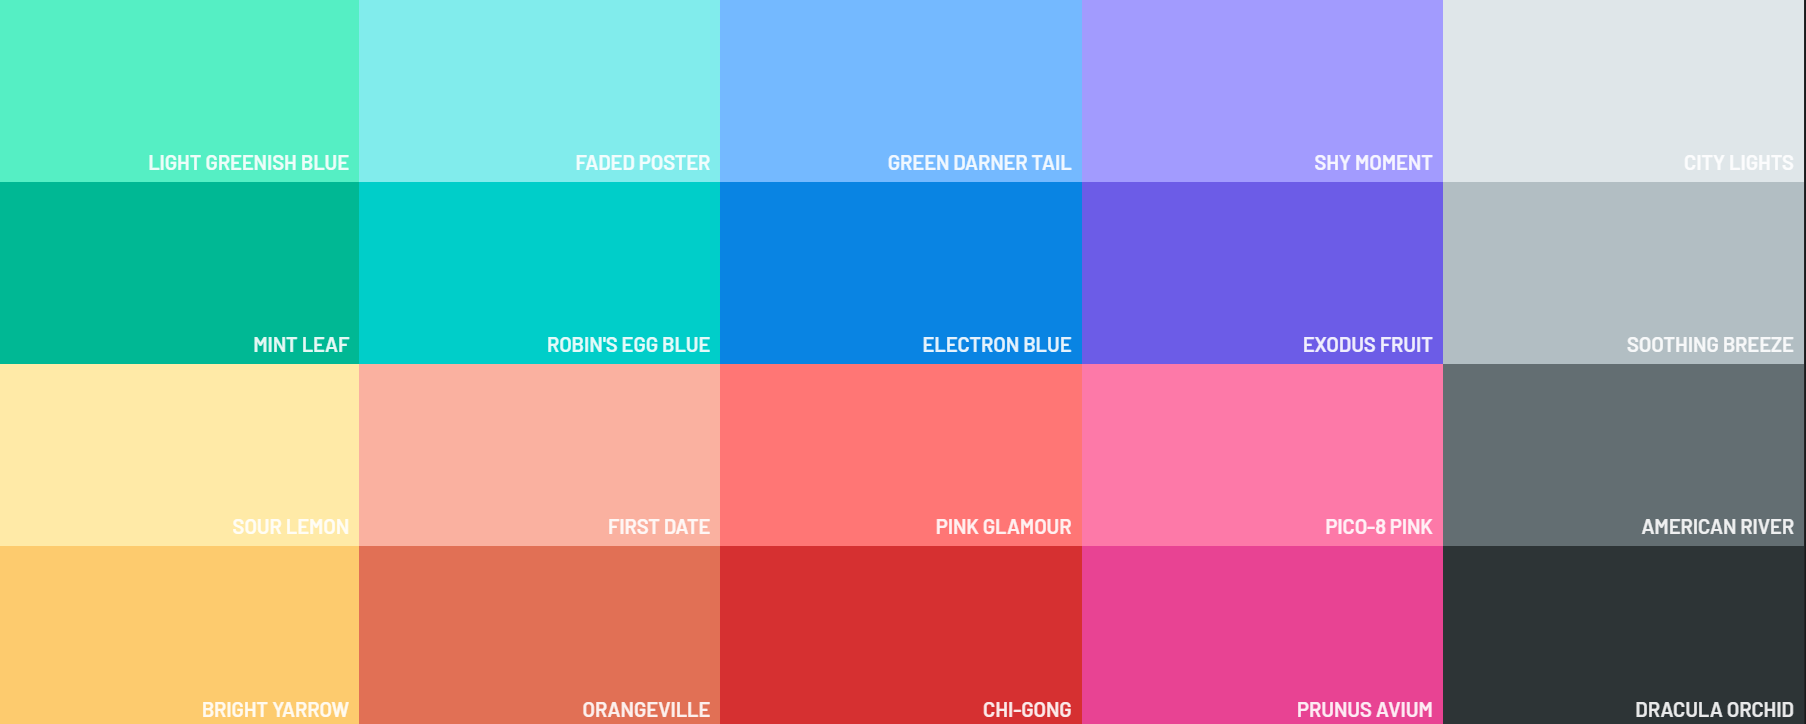 LIGHT GREENISH BLUE
FADED POSTER
GREEN DARNER TAIL
SHY MOMENT
CITY LIGHTS
MINT LEAF
ROBIN'S EGG BLUE
ELECTRON BLUE
EXODUS FRUIT
SOOTHING BREEZE
SOUR LEMON
FIRST DATE
PINK GLAMOUR
PICO-8 PINK
AMERICAN RIVER
BRIGHT YARROW
ORANGEVILLE
CHI-GONG
PRUNUS AVIUM
DRACULA ORCHID